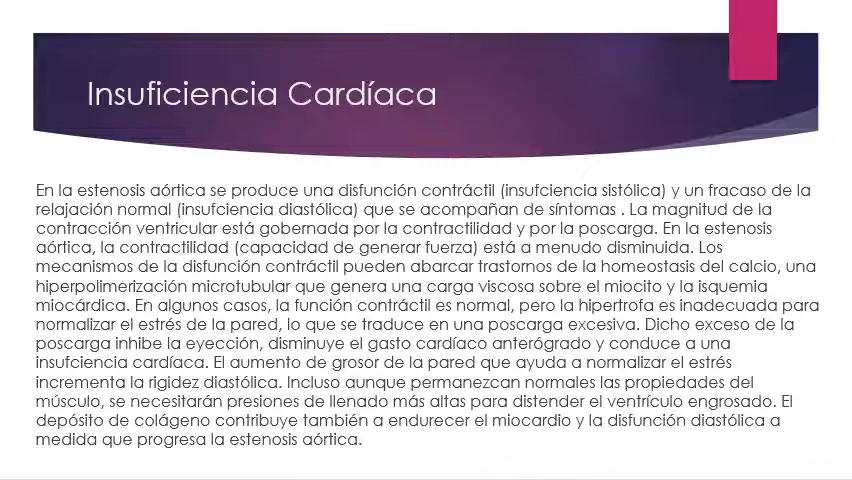 Insuficiencia Cardíaca
En la estenosis aórtica se produce una disfunción contráctil (insufciencia sistólica) y un fracaso de la
relajación normal (insufciencia diastólica) que se acompañan de síntomas . La magnitud de la
contracción ventricular está gobernada por la contractilidad y por la poscarga. En la estenosis
aórtica, la contractilidad (capacidad de generar fuerza) está a menudo disminuida. Los
mecanismos de la disfunción contráctil pueden abarcar trastornos de la homeostasis del calcio, una
hiperpolimerización microtubular que genera una carga viscosa sobre el miocito y la isquemia
miocárdica. En algunos casos, la función contráctil es normal, pero la hipertrofa es inadecuada para
normalizar el estrés de la pared, lo que se traduce en una poscarga excesiva. Dicho exceso de la
poscarga inhibe la eyección, disminuye el gasto cardíaco anterógrado y conduce a una
insufciencia cardíaca. El aumento de grosor de la pared que ayuda a normalizar el estrés
incrementa la rigidez diastólica. Incluso aunque permanezcan normales las propiedades del
músculo, se necesitarán presiones de llenado más altas para distender el ventrículo engrosado. El
depósito de colágeno contribuye también a endurecer el miocardio y la disfunción diastólica a
medida que progresa la estenosis aórtica.